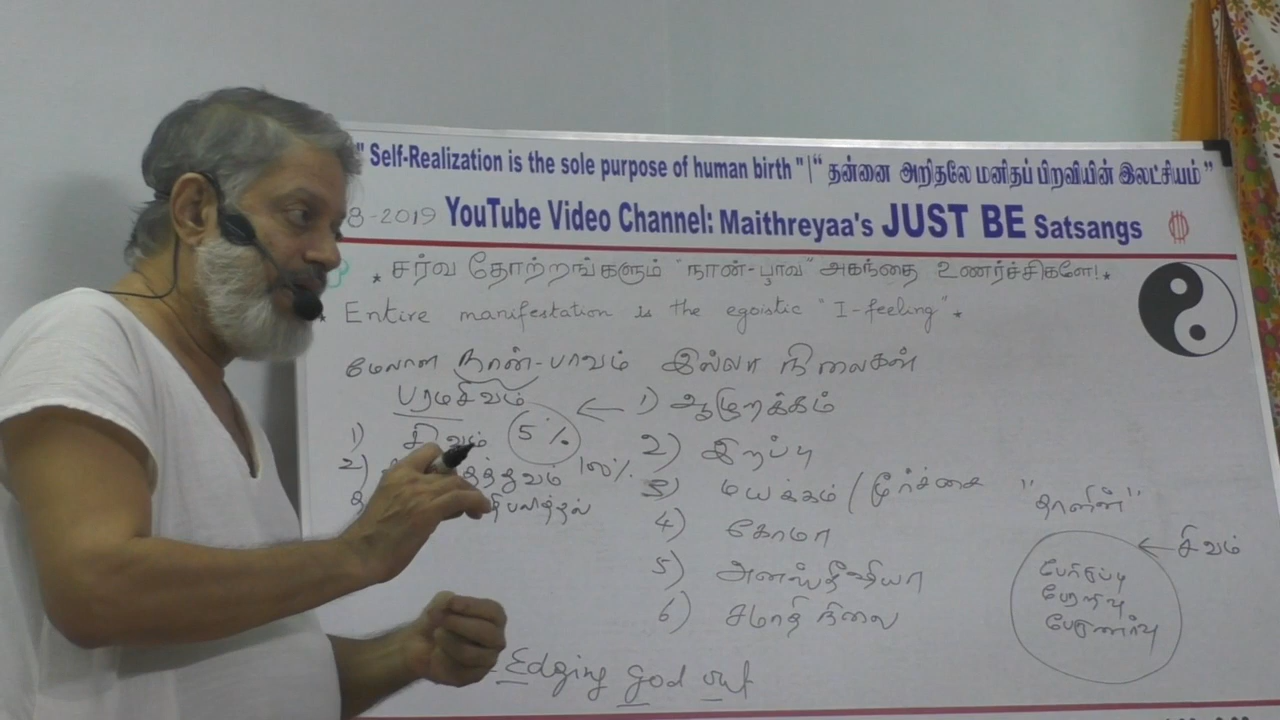 " Self-Realization is the sole purpose of human birth " | “ தன்னை அறிதலே மனிதப் பிறவியின் இலட்சியம் ”
8-2019 YouTube Video Channel: Maithreyaa's JUST BE Satsangs
* சர்வ தோற்றங்களும் "நான்-பாவ" அகந்தை உணர்ச்சிகளே! *
* Entire manifestation is the egoistic "I-feeling" *
மேலான நான்-பாவம் இல்லா நிலைகள்
பரமசிவம்
1) சிவம் 5%
2) 100%
1) ஆழுறக்கம்
2) இறப்பு
3) மயக்கம் / மூர்ச்சை
4) கோமா
5) அனஸ்தீஷியா
6) சமாதி நிலை
சிவம்
பேரிருப்பு
பேரறிவு
பேருணர்வு
Edging God out